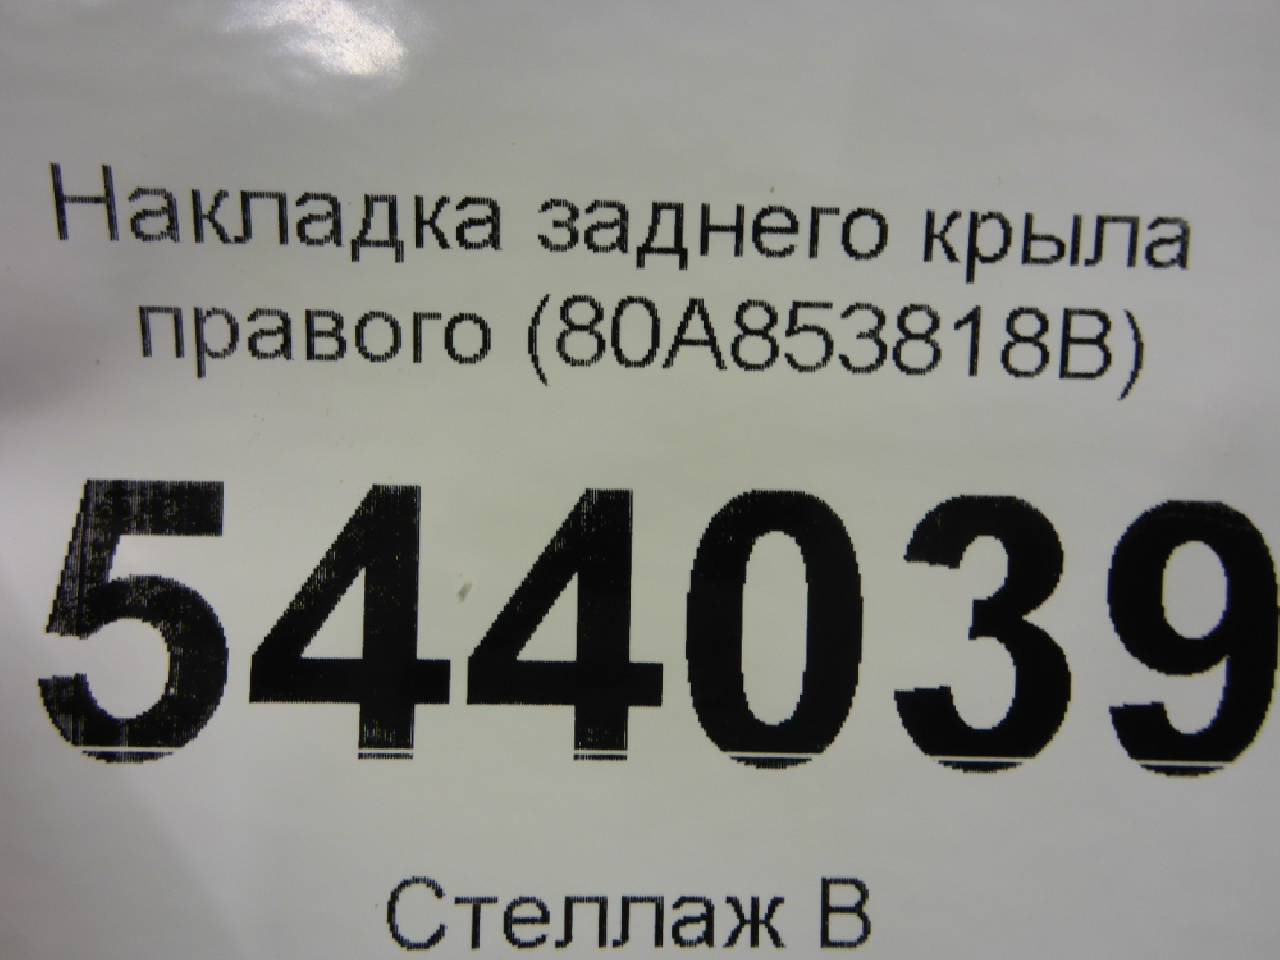 Накладка заднего крыла
правого (80A853818B)
544039
Стеллаж В